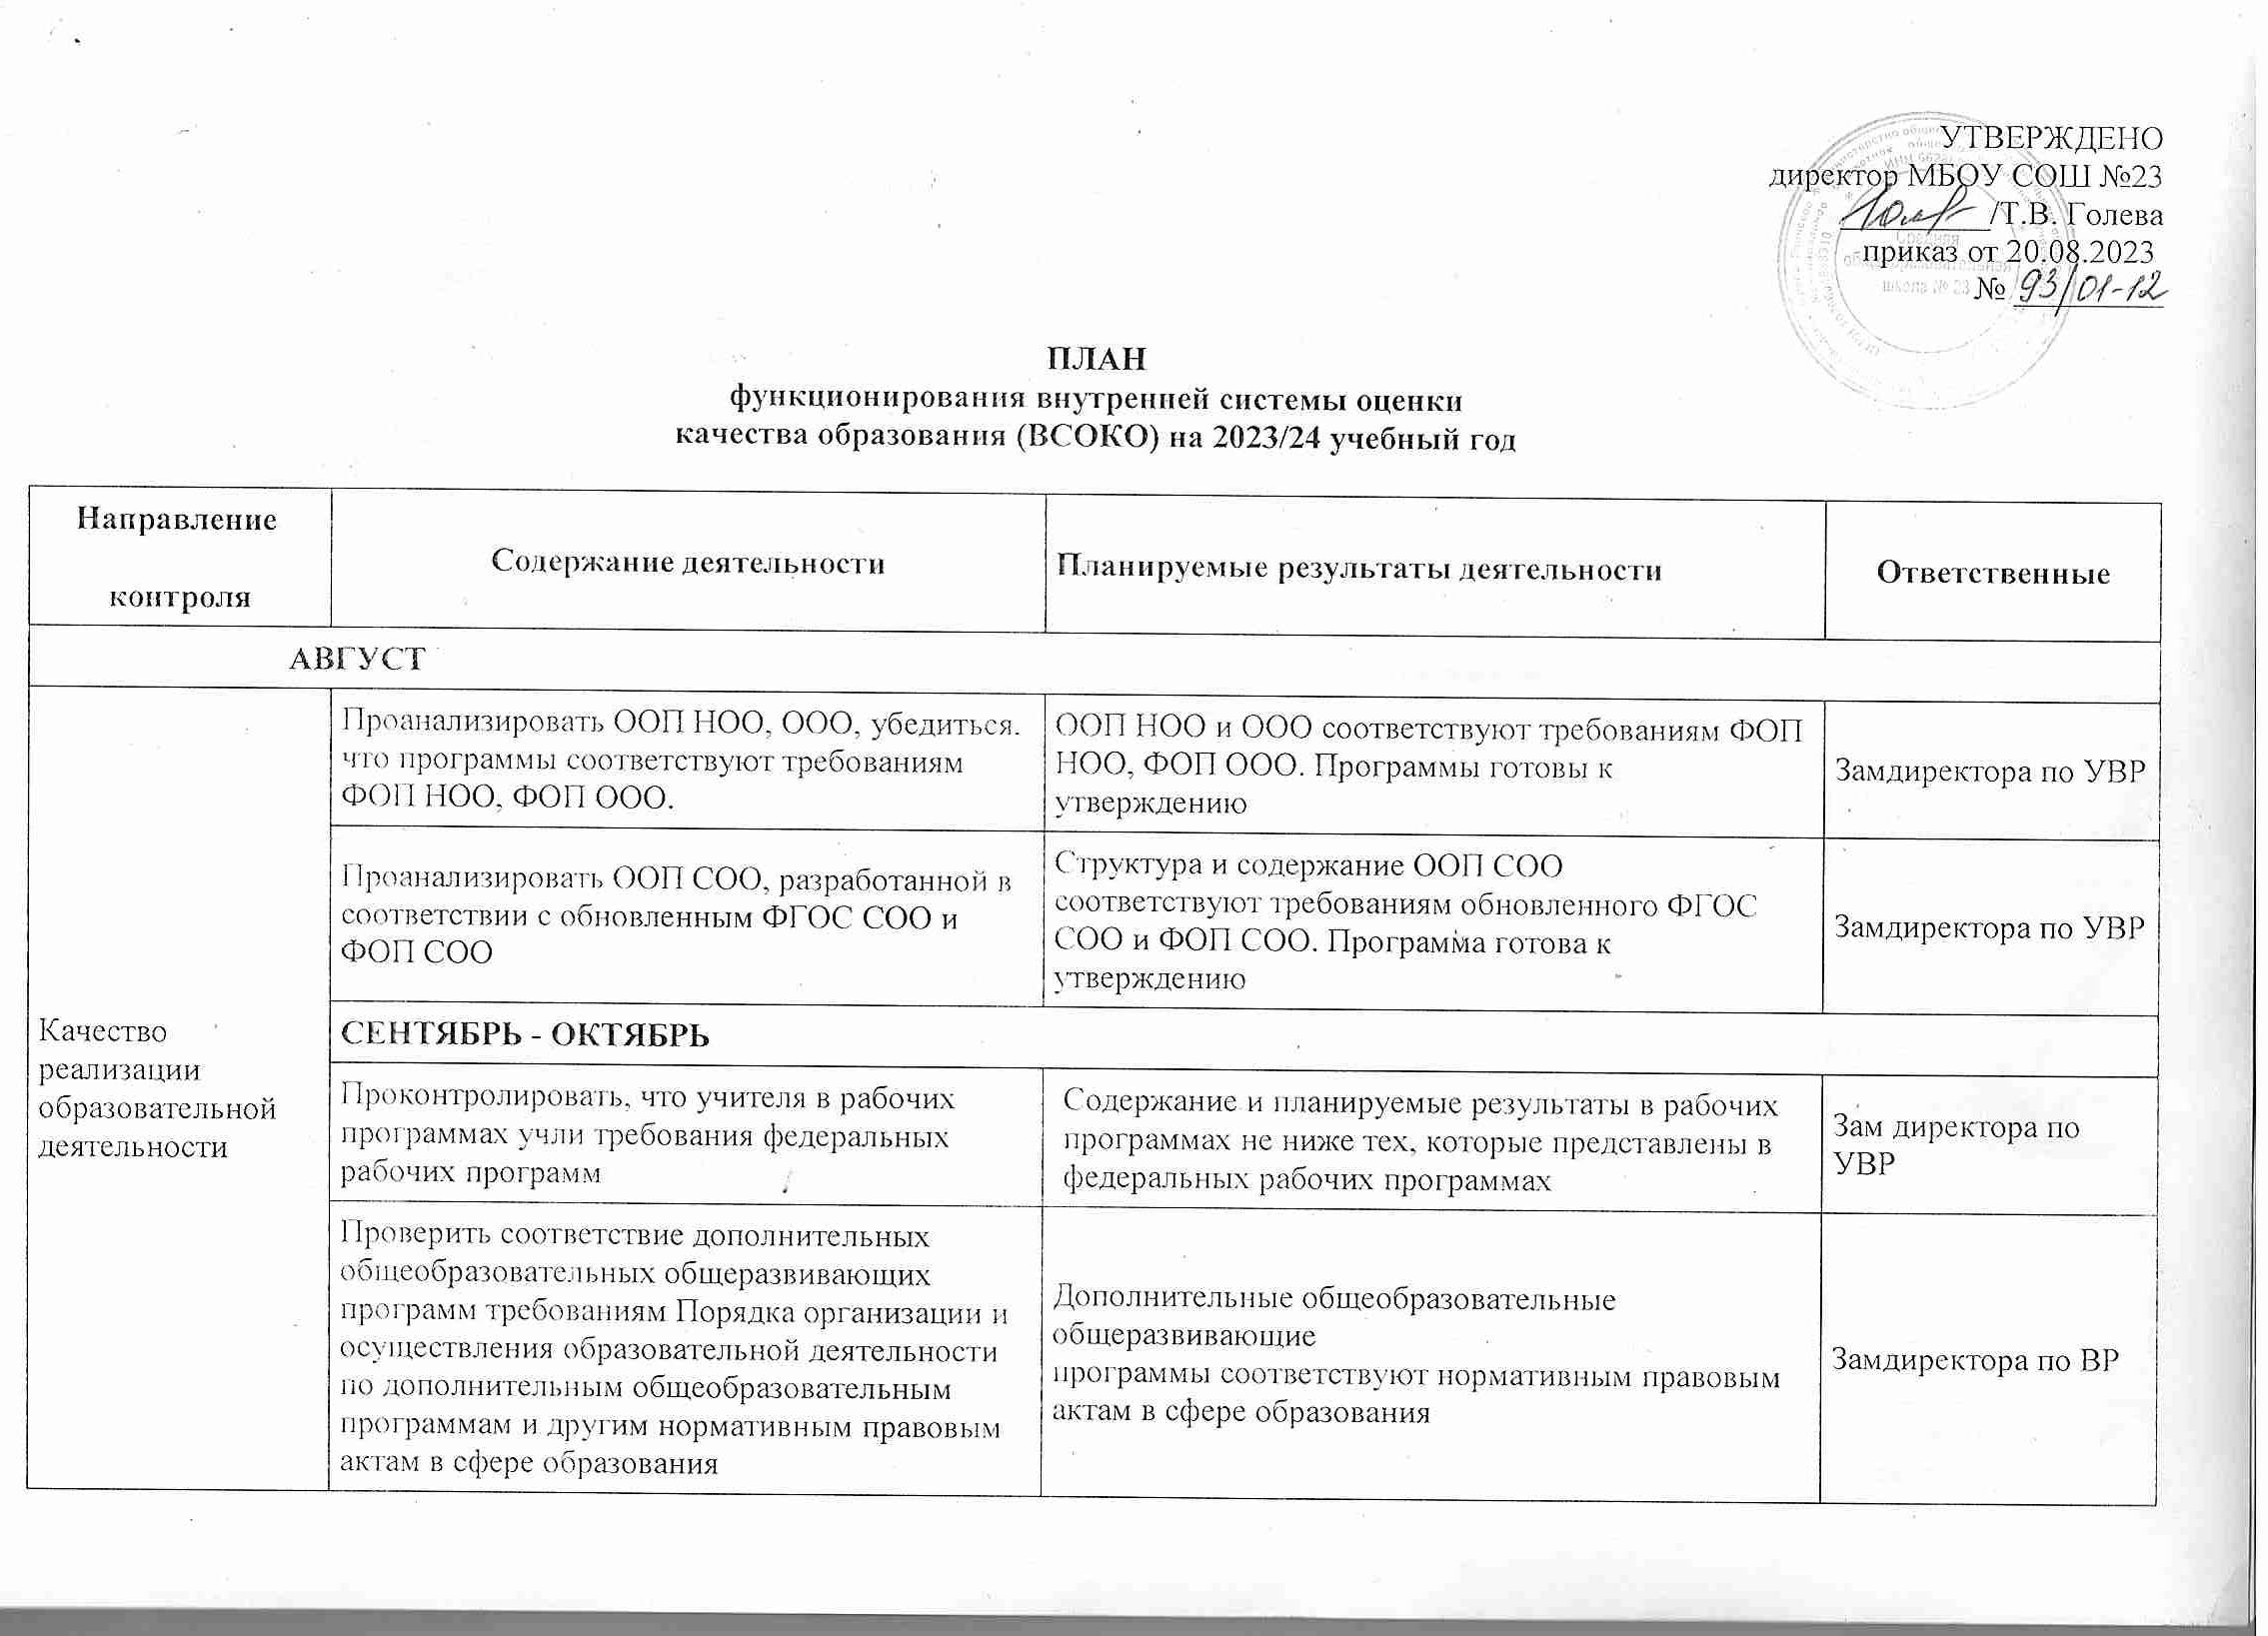 УТВЕРЖДЕНО
директор МБОУ СОШ №23
/Т.В. Голева
приказ от 20.08.2023
№ 93/01-12
Средняя
общеобразовательная
школа № 23
ПЛАН
функционирования внутренней системы оценки
качества образования (ВСОКО) на 2023/24 учебный год
Направление
контроля
Содержание деятельности
Планируемые результаты деятельности
Ответственные
АВГУСТ
Качество
реализации
образовательной
деятельности
Проанализировать ООП НОО, ООО, убедиться.
что программы соответствуют требованиям
ФОП НОО, ФОП ООО.
ООП НОО и ООО соответствуют требованиям ФОП
НОО, ФОП ООО. Программы готовы к
утверждению
Замдиректора по УВР
Проанализировать ООП СОО, разработанной в
соответствии с обновленным ФГОС СОО и
ФОП СОО
Структура и содержание ООП СОО
соответствуют требованиям обновленного ФГОС
СОО и ФОП СОО. Программа готова к
утверждению
Замдиректора по УВР
СЕНТЯБРЬ - ОКТЯБРЬ
Проконтролировать, что учителя в рабочих
программах учли требования федеральных
рабочих программ
Содержание и планируемые результаты в рабочих
программах не ниже тех, которые представлены в
федеральных рабочих программах
Зам директора по
УВР
Проверить соответствие дополнительных
общеобразовательных общеразвивающих
программ требованиям Порядка организации и
осуществления образовательной деятельности
по дополнительным общеобразовательным
программам и другим нормативным правовым
актам в сфере образования
Дополнительные общеобразовательные
общеразвивающие
программы соответствуют нормативным правовым
актам в сфере образования
Замдиректора по ВР